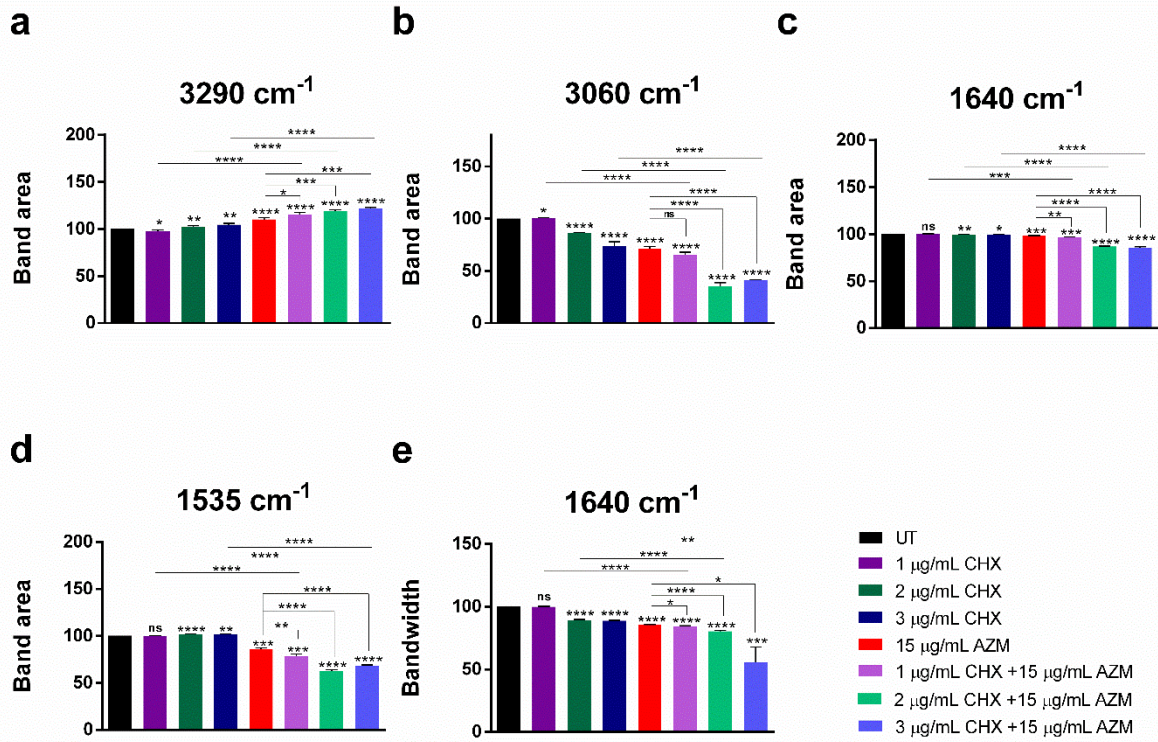 a
3290 cm-1
Band area
200
150
100
50
0
****
****
****
***
***
*
* ** ** **** **** **** ****
b
3060 cm-1
Band area
150
100
50
0
****
****
****
****
****
ns
* **** **** **** **** **** ****
c
1640 cm-1
Band area
200
150
100
50
0
****
****
***
****
****
**
ns ** * *** *** **** ****
d
1535 cm-1
Band area
200
150
100
50
0
****
****
****
****
****
**
ns **** ** *** *** **** ****
e
1640 cm-1
Bandwidth
150
100
50
0
**
****
****
*
****
*
ns **** **** **** **** **** ***
UT
1 μg/mL CHX
2 μg/mL CHX
3 μg/mL CHX
15 μg/mL AZM
1 μg/mL CHX +15 μg/mL AZM
2 μg/mL CHX +15 μg/mL AZM
3 μg/mL CHX +15 μg/mL AZM